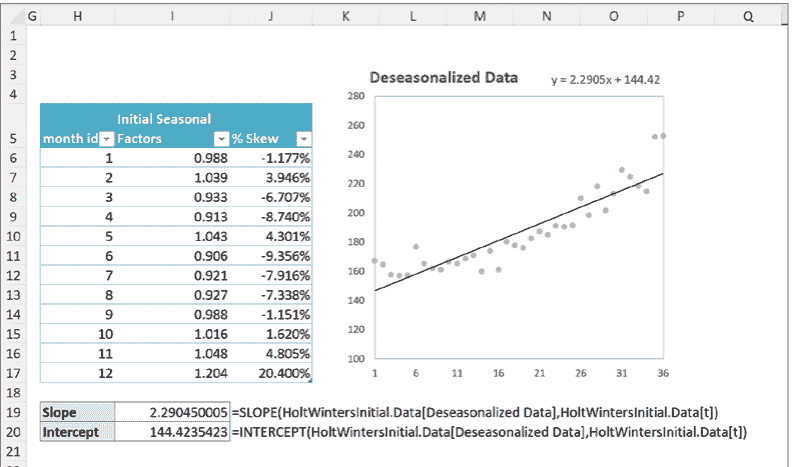 G H I J K L M N O P Q
1
2
3 Deseasonalized Data y = 2.2905x + 144.42
4
Initial Seasonal
5 month id Factors % Skew
6 1 0.988 -1.177%
7 2 1.039 3.946%
8 3 0.933 -6.707%
9 4 0.913 -8.740%
10 5 1.043 4.301%
11 6 0.906 -9.356%
12 7 0.921 -7.916%
13 8 0.927 -7.338%
14 9 0.988 -1.151%
15 10 1.016 1.620%
16 11 1.048 4.805%
17 12 1.204 20.400%
280
260
240
220
200
180
160
140
120
100
1 6 11 16 21 26 31 36
18
19 Slope 2.290450005 =SLOPE(HoltWintersInitial.Data[Deseasonalized Data],HoltWintersInitial.Data[t])
20 Intercept 144.4235423 =INTERCEPT(HoltWintersInitial.Data[Deseasonalized Data],HoltWintersInitial.Data[t])
21